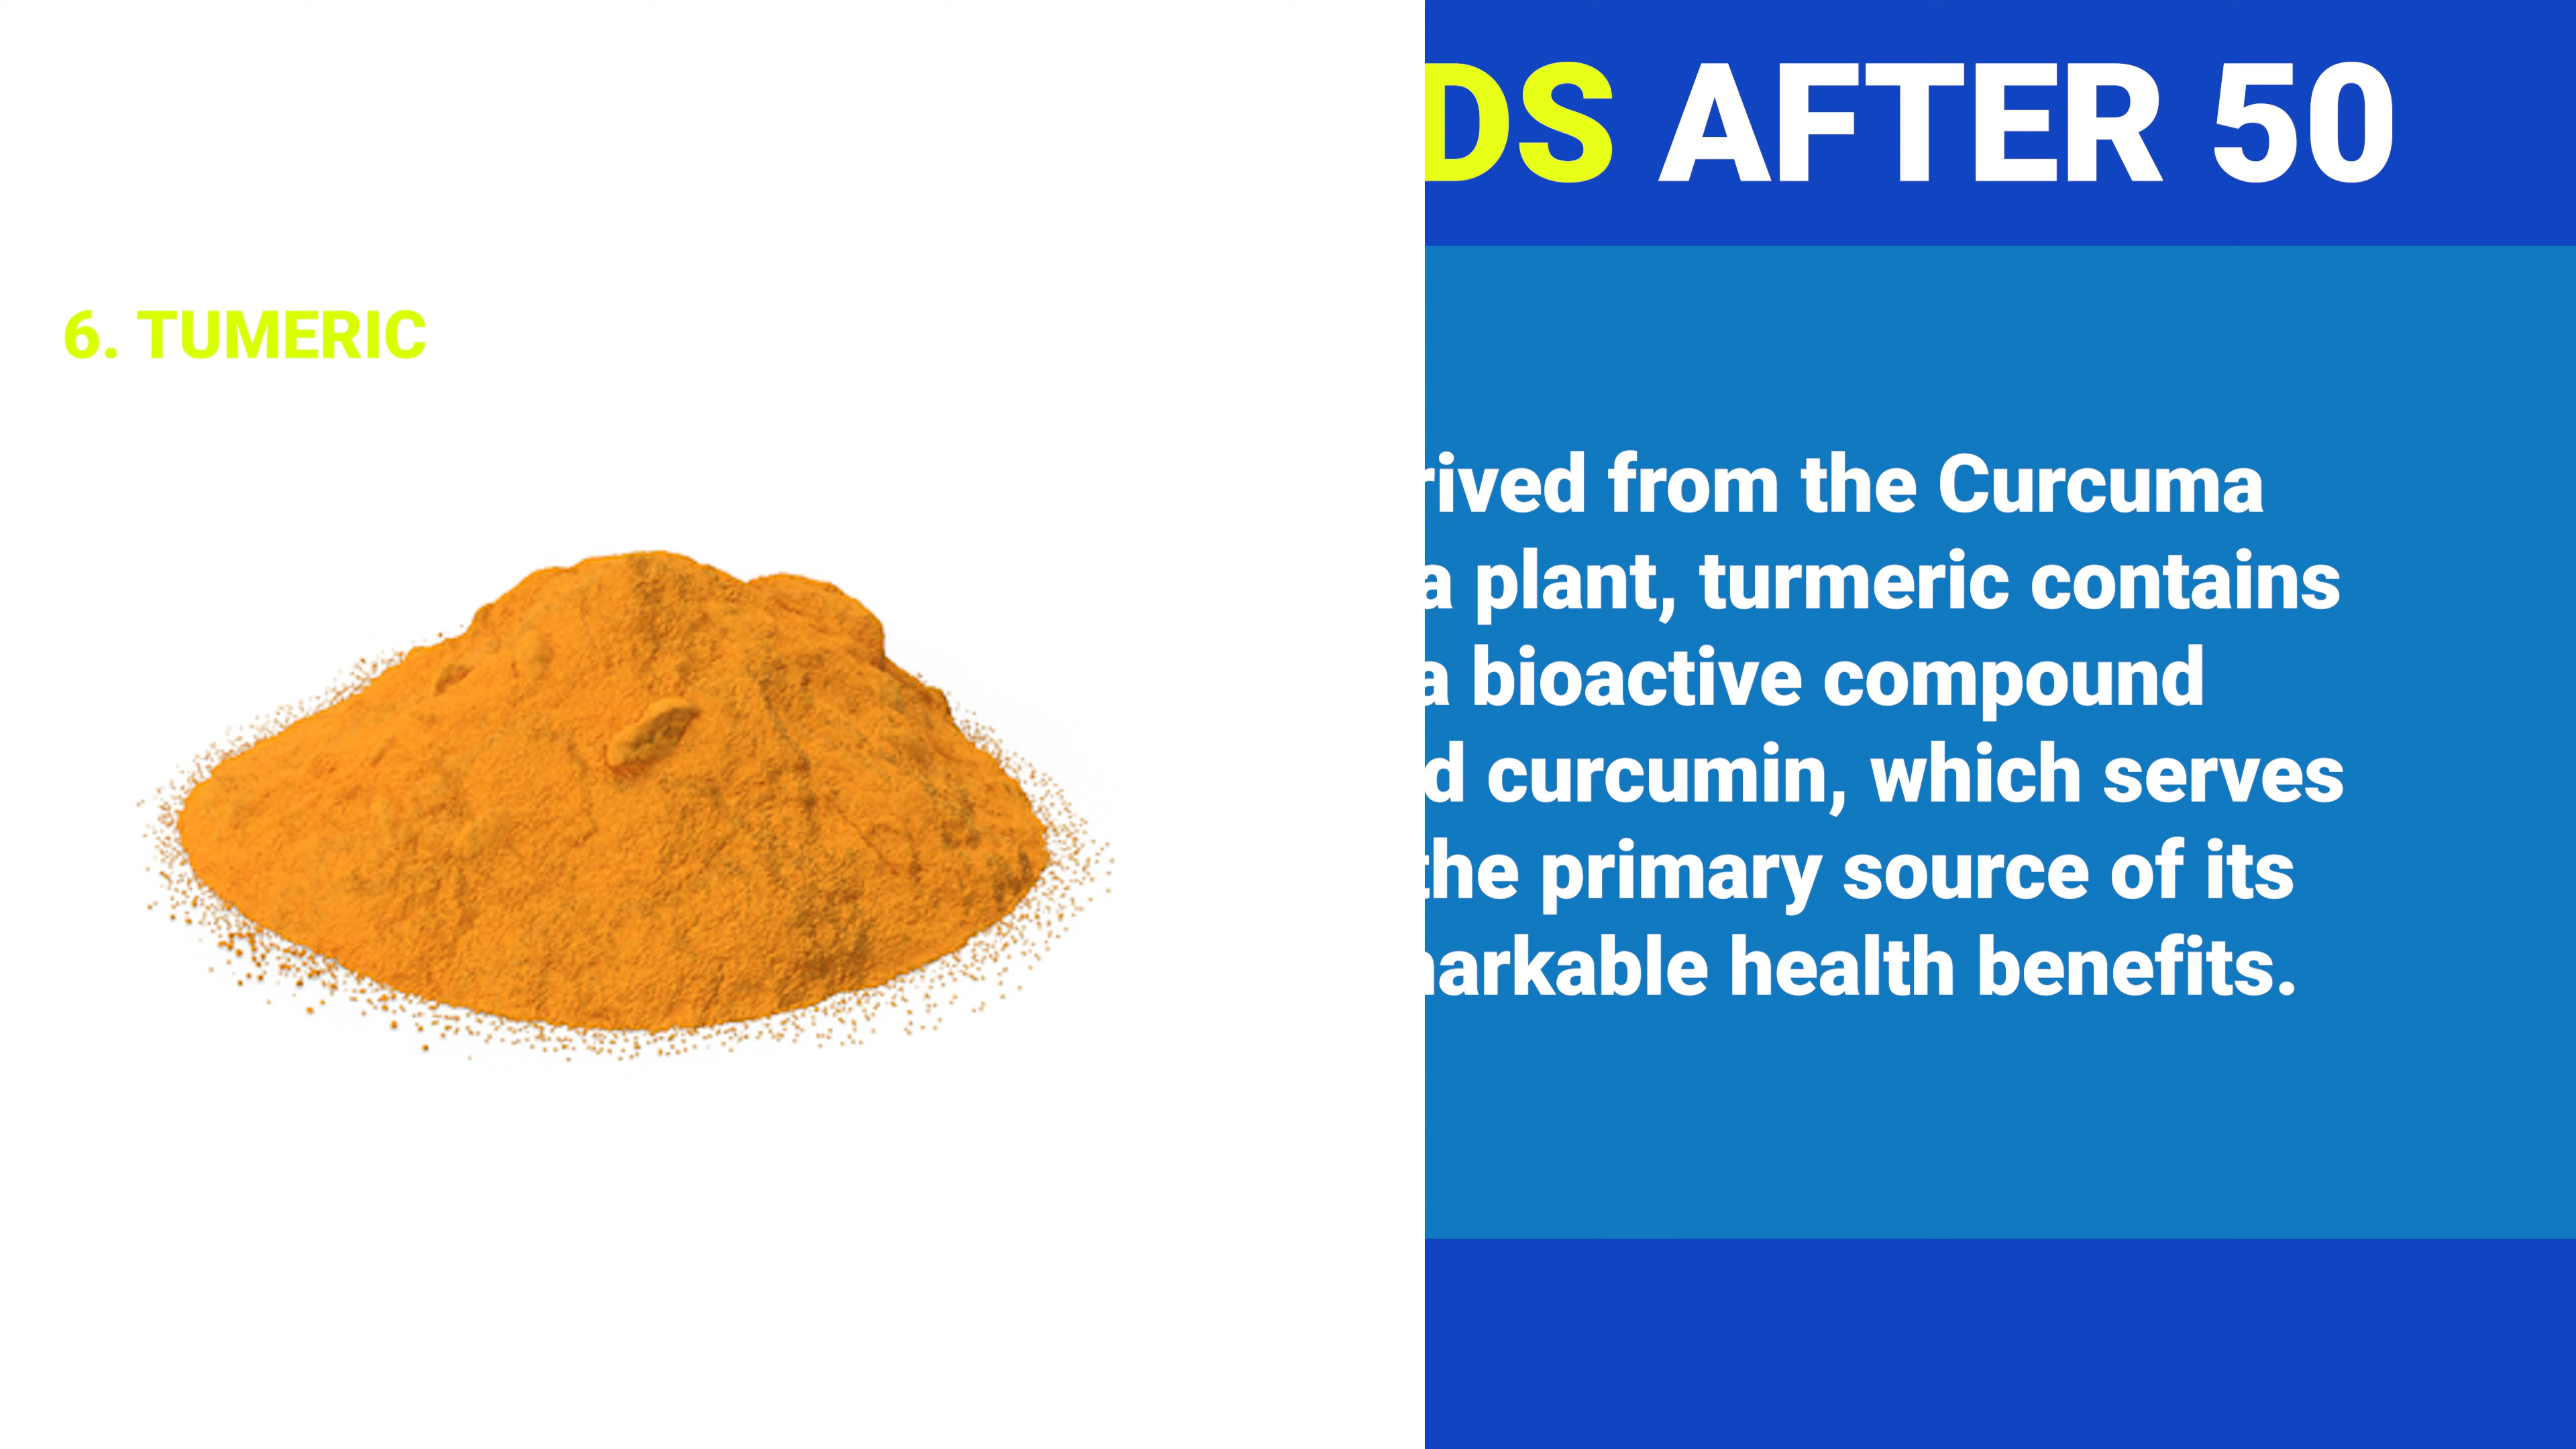 DS AFTER 50
6. TUMERIC
rived from the Curcuma
a plant, turmeric contains
a bioactive compound
d curcumin, which serves
the primary source of its
arkable health benefits.